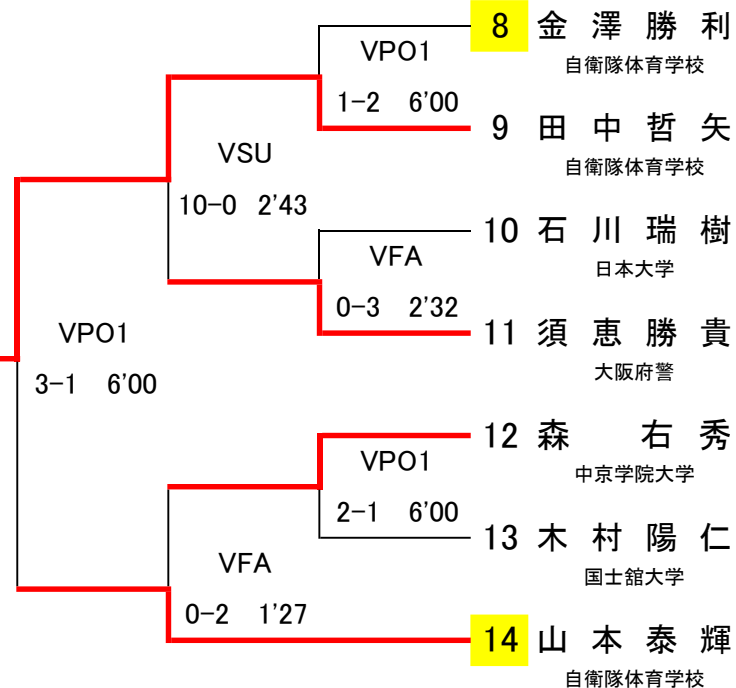 8 金澤勝利
自衛隊体育学校
VPO1
1-2 6'00
9 田中哲矢
自衛隊体育学校
VSU
10-0 2'43
10 石川瑞樹
日本大学
VFA
0-3 2'32
11 須恵勝貴
大阪府警
VPO1
3-1 6'00
12 森 右秀
中京学院大学
VPO1
2-1 6'00
13 木村陽仁
国士舘大学
VFA
0-2 1'27
14 山本泰輝
自衛隊体育学校